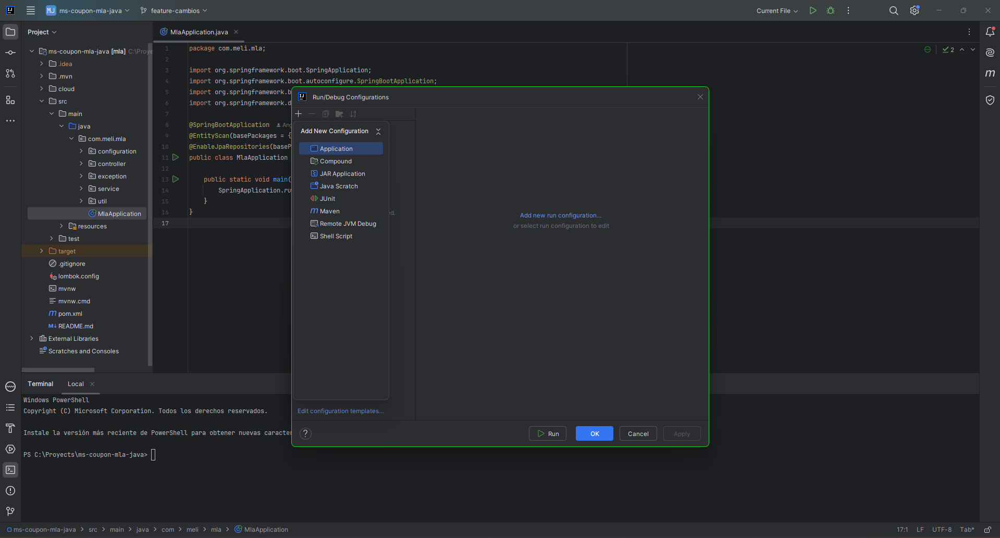 MJ ms-coupon-mla-java feature-cambios Current File
Project
MlaApplication.java
ms-coupon-mla-java [mla] C:\Proye
.idea
.mvn
cloud
src
main
java
com.meli.mla
configuration
controller
exception
service
util
MlaApplication
resources
test
target
.gitignore
lombok.config
mvnw
mvnw.cmd
pom.xml
README.md
External Libraries
Scratches and Consoles
1 package com.meli.mla;
2
3 import org.springframework.boot.SpringApplication;
4 import org.springframework.boot.autoconfigure.SpringBootApplication;
5 import org.springframework.b
6 import org.springframework.d
7
8 @SpringBootApplication Ang
9 @EntityScan(basePackages = {
10 @EnableJpaRepositories(baseP
11 public class MlaApplication
12
13 public static void main(
14 SpringApplication.ru
15 }
16 }
17
2
Run/Debug Configurations
Add New Configuration
Application
Compound
JAR Application
Java Scratch
JUnit
Maven
Remote JVM Debug
Shell Script
ed.
Add new run configuration...
or select run configuration to edit
Edit configuration templates...
? Run OK Cancel Apply
Terminal Local
Windows PowerShell
Copyright (C) Microsoft Corporation. Todos los derechos reservados.
Instale la versión más reciente de PowerShell para obtener nuevas caracter
PS C:\Proyects\ms-coupon-mla-java>
ms-coupon-mla-java > src > main > java > com > meli > mla > MlaApplication
17:1 LF UTF-8 Tab*